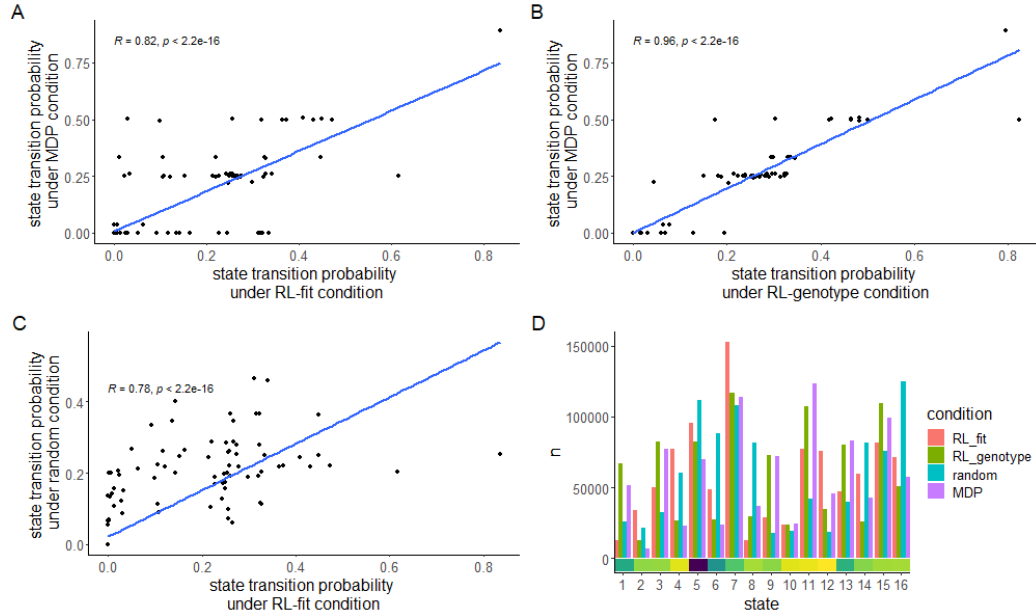 A
R = 0.82, p < 2.2e-16
state transition probability
under MDP condition
0.75
0.50
0.25
0.00
0.0 0.2 0.4 0.6 0.8
state transition probability
under RL-fit condition
B
R = 0.96, p < 2.2e-16
state transition probability
under MDP condition
0.75
0.50
0.25
0.00
0.0 0.2 0.4 0.6 0.8
state transition probability
under RL-genotype condition
C
R = 0.78, p < 2.2e-16
state transition probability
under random condition
0.4
0.2
0.0
0.0 0.2 0.4 0.6 0.8
state transition probability
under RL-fit condition
D
150000
100000
50000
0
n
1 2 3 4 5 6 7 8 9 10 11 12 13 14 15 16
state
condition
RL_fit
RL_genotype
random
MDP